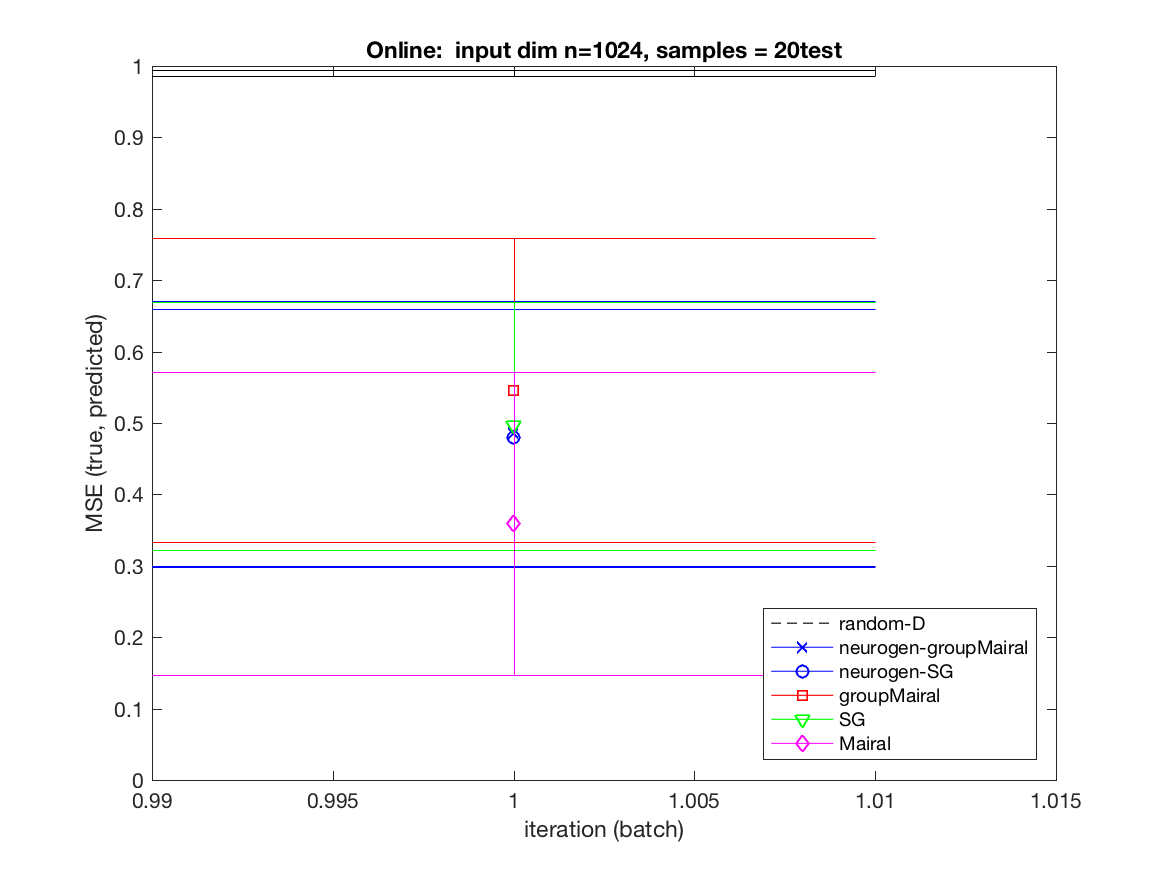 Online:  input dim n=1024, samples = 20test
1
0.9
0.8
0.7
0.6
0.5
0.4
0.3
0.2
0.1
0
MSE (true, predicted)
random-D
neurogen-groupMairal
neurogen-SG
groupMairal
SG
Mairal
0.99 0.995 1 1.005 1.01 1.015
iteration (batch)